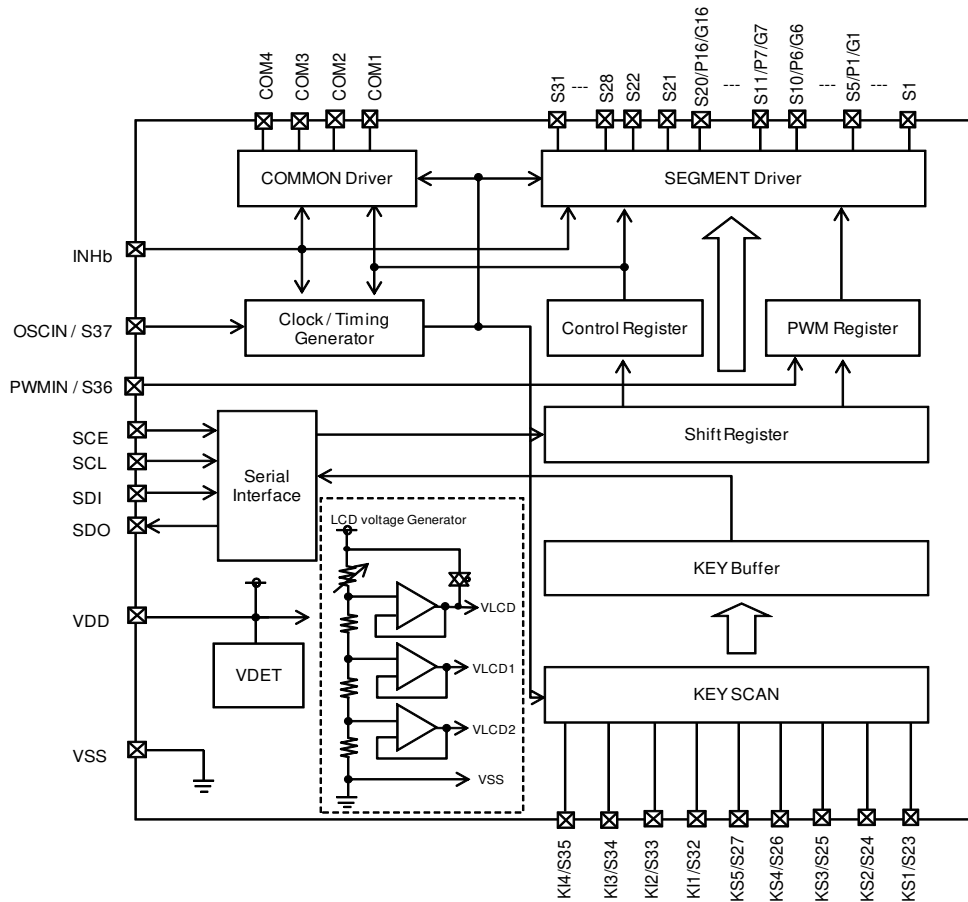 COM4
COM3
COM2
COM1
S31
---
S28
S22
S21
S20/P16/G16
---
S11/P7/G7
S10/P6/G6
---
S5/P1/G1
---
S1
COMMON Driver
SEGMENT Driver
INHb
OSCIN / S37
Clock / Timing
Generator
Control Register
PWM Register
PWMIN / S36
SCE
SCL
SDI
SDO
Serial
Interface
Shift Register
LCD voltage Generator
KEY Buffer
VLCD
VDD
VDET
VLCD1
KEY SCAN
VLCD2
VSS
VSS
KI4/S35
KI3/S34
KI2/S33
KI1/S32
KS5/S27
KS4/S26
KS3/S25
KS2/S24
KS1/S23